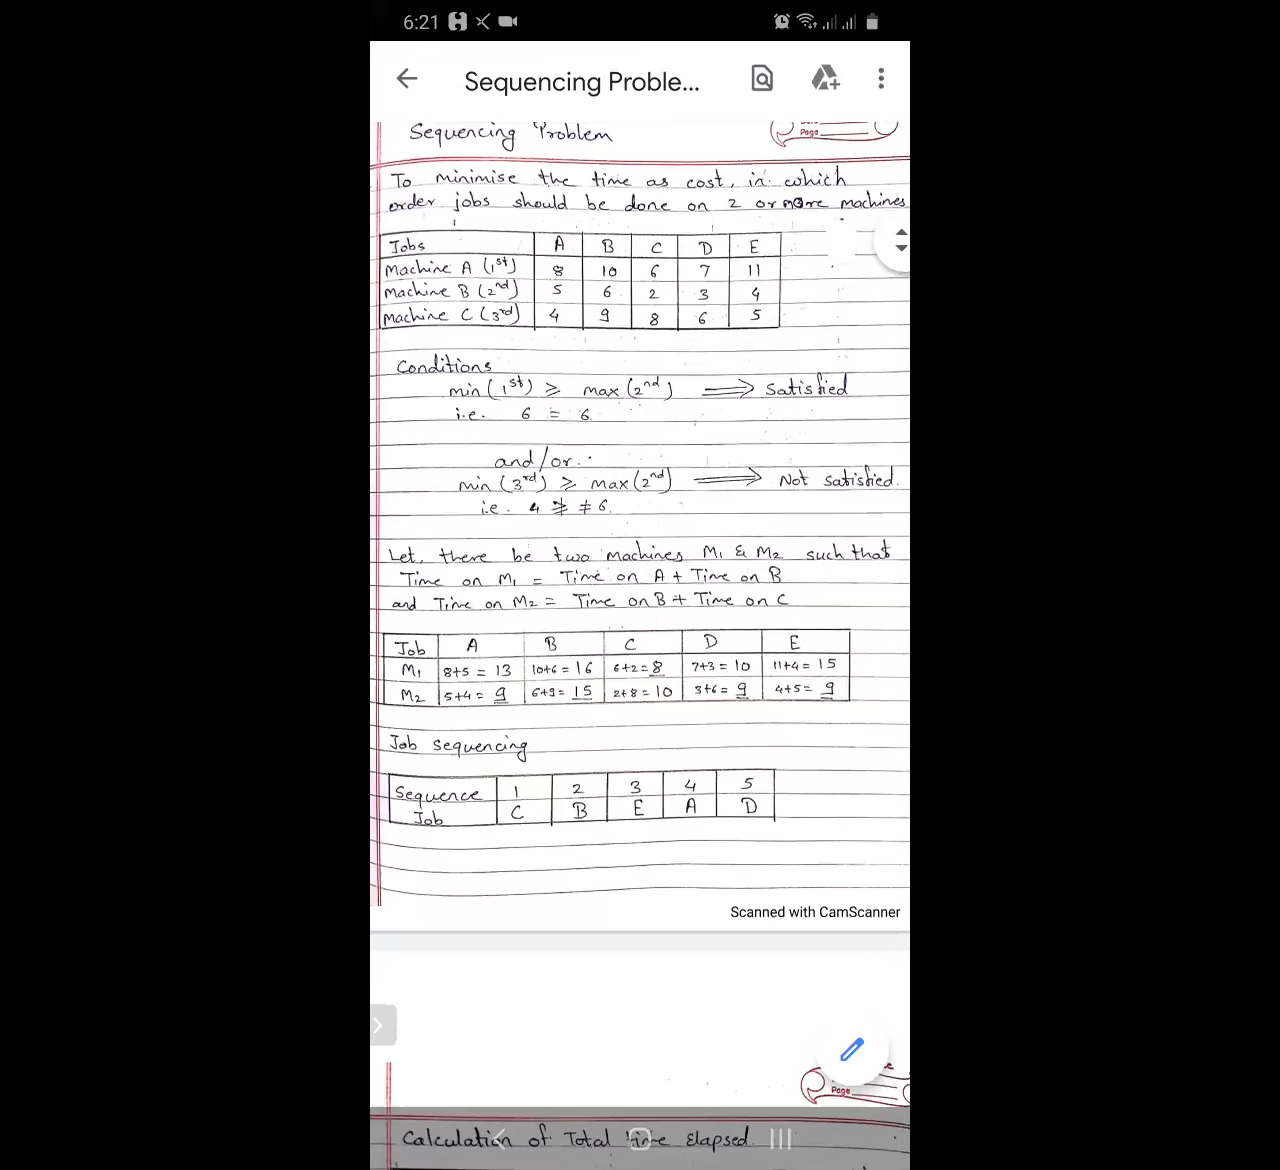 6:21
Sequencing Proble...
Page
Sequencing Problem
To minimise the time as cost, in which
order jobs should be done on 2 or more machines
Jobs A B C D E
Machine A (1st) 8 10 6 7 11
Machine B (2nd) 5 6 2 3 4
Machine C (3rd) 4 9 8 6 5
Conditions
min (1st) ⩾ max (2nd) ⟹ Satisfied
i.e. 6 = 6
and/or
min (3rd) ⩾ max (2nd) ⟹ Not satisfied.
i.e. 4 ≱ ≠ 6.
Let, there be two machines M1 & M2 such that
Time on M1 = Time on A + Time on B
and Time on M2 = Time on B + Time on C
Job A B C D E
M1 8+5 = 13 10+6 = 16 6+2 = 8 7+3 = 10 11+4 = 15
M2 5+4 = 9 6+9 = 15 2+8 = 10 3+6 = 9 4+5 = 9
Job sequencing
Sequence 1 2 3 4 5
Job C B E A D
Scanned with CamScanner
Page
Calculation of Total time Elapsed.